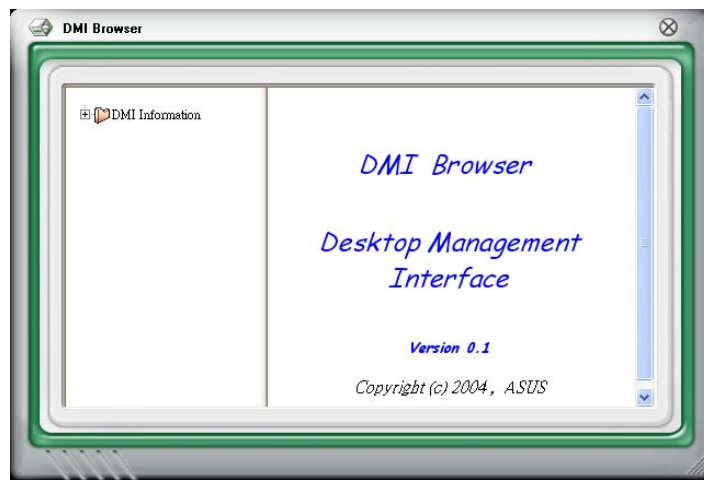 DMI Browser
DMI Information
DMI Browser
Desktop Management
Interface
Version 0.1
Copyright (c) 2004, ASUS